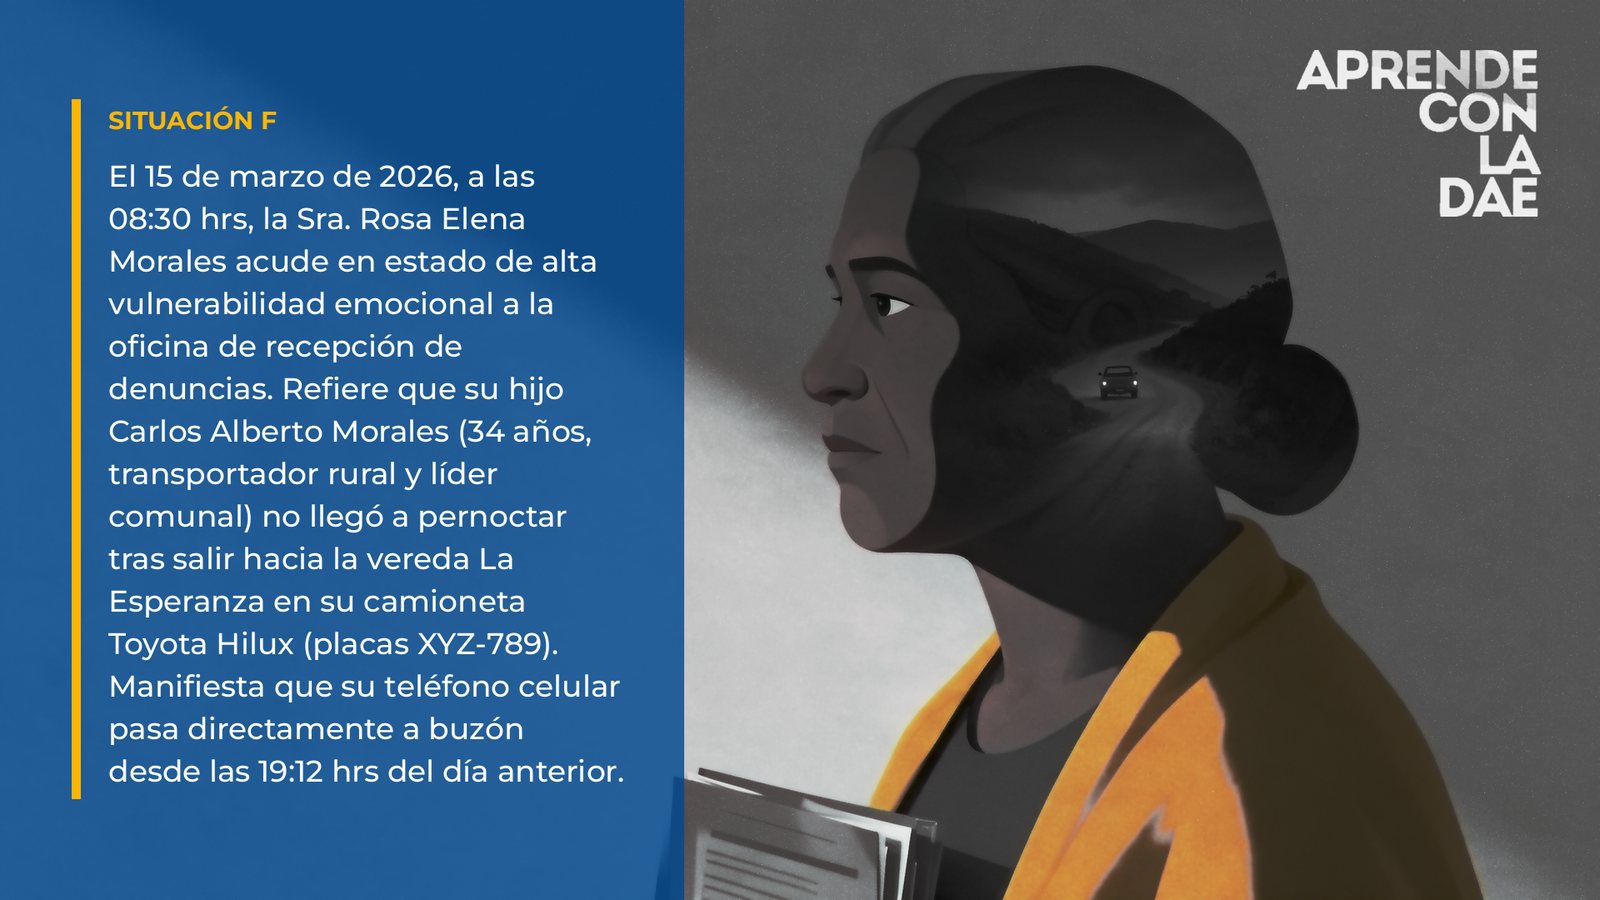 SITUACIÓN F
El 15 de marzo de 2026, a las
08:30 hrs, la Sra. Rosa Elena
Morales acude en estado de alta
vulnerabilidad emocional a la
oficina de recepción de
denuncias. Refiere que su hijo
Carlos Alberto Morales (34 años,
transportador rural y líder
comunal) no llegó a pernoctar
tras salir hacia la vereda La
Esperanza en su camioneta
Toyota Hilux (placas XYZ-789).
Manifiesta que su teléfono celular
pasa directamente a buzón
desde las 19:12 hrs del día anterior.
APRENDE
CON
LA
DAE